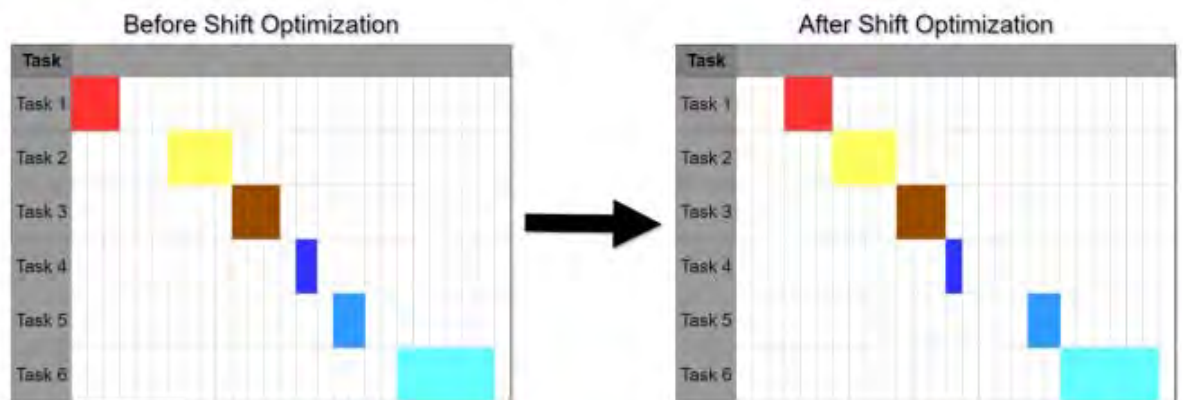 Before Shift Optimization
Task
Task 1
Task 2
Task 3
Task 4
Task 5
Task 6
After Shift Optimization
Task
Task 1
Task 2
Task 3
Task 4
Task 5
Task 6